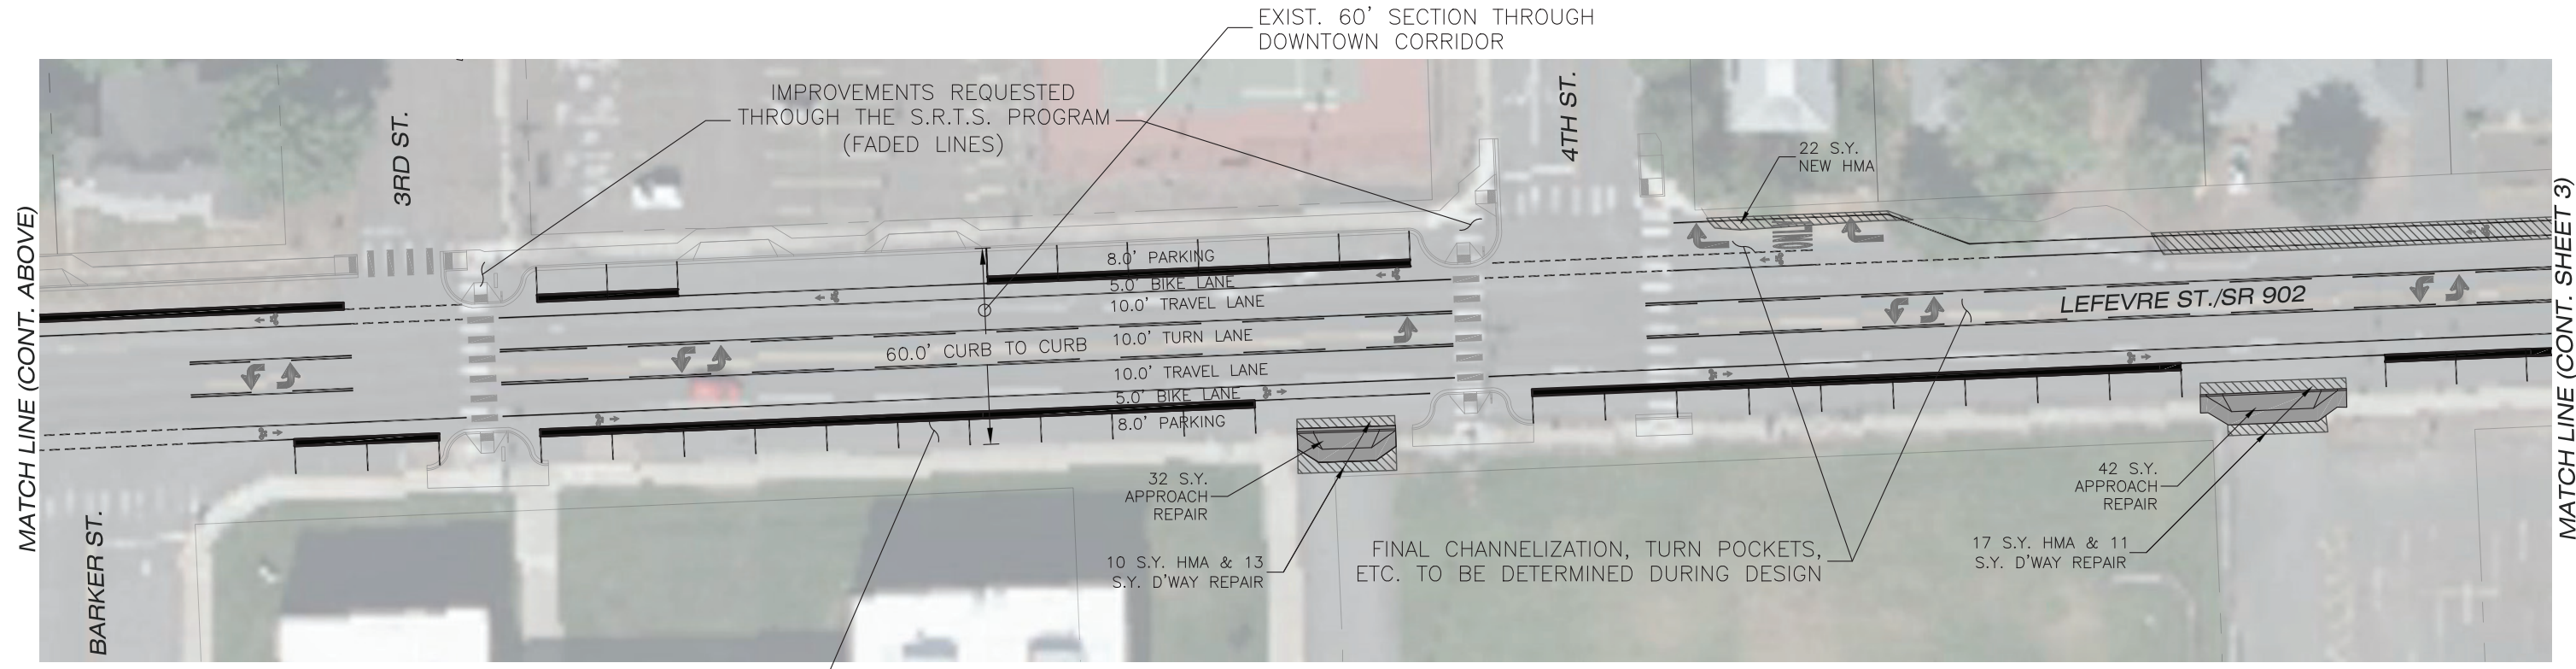 EXIST. 60' SECTION THROUGH
DOWNTOWN CORRIDOR
IMPROVEMENTS REQUESTED
THROUGH THE S.R.T.S. PROGRAM
(FADED LINES)
3RD ST.
4TH ST.
22 S.Y.
NEW HMA
MATCH LINE (CONT. ABOVE)
MATCH LINE (CONT. SHEET 3)
8.0' PARKING
5.0' BIKE LANE
10.0' TRAVEL LANE
10.0' TURN LANE
60.0' CURB TO CURB
10.0' TRAVEL LANE
5.0' BIKE LANE
8.0' PARKING
ONLY
LEFEVRE ST./SR 902
32 S.Y.
APPROACH
REPAIR
10 S.Y. HMA & 13
S.Y. D'WAY REPAIR
FINAL CHANNELIZATION, TURN POCKETS,
ETC. TO BE DETERMINED DURING DESIGN
42 S.Y.
APPROACH
REPAIR
17 S.Y. HMA & 11
S.Y. D'WAY REPAIR
BARKER ST.